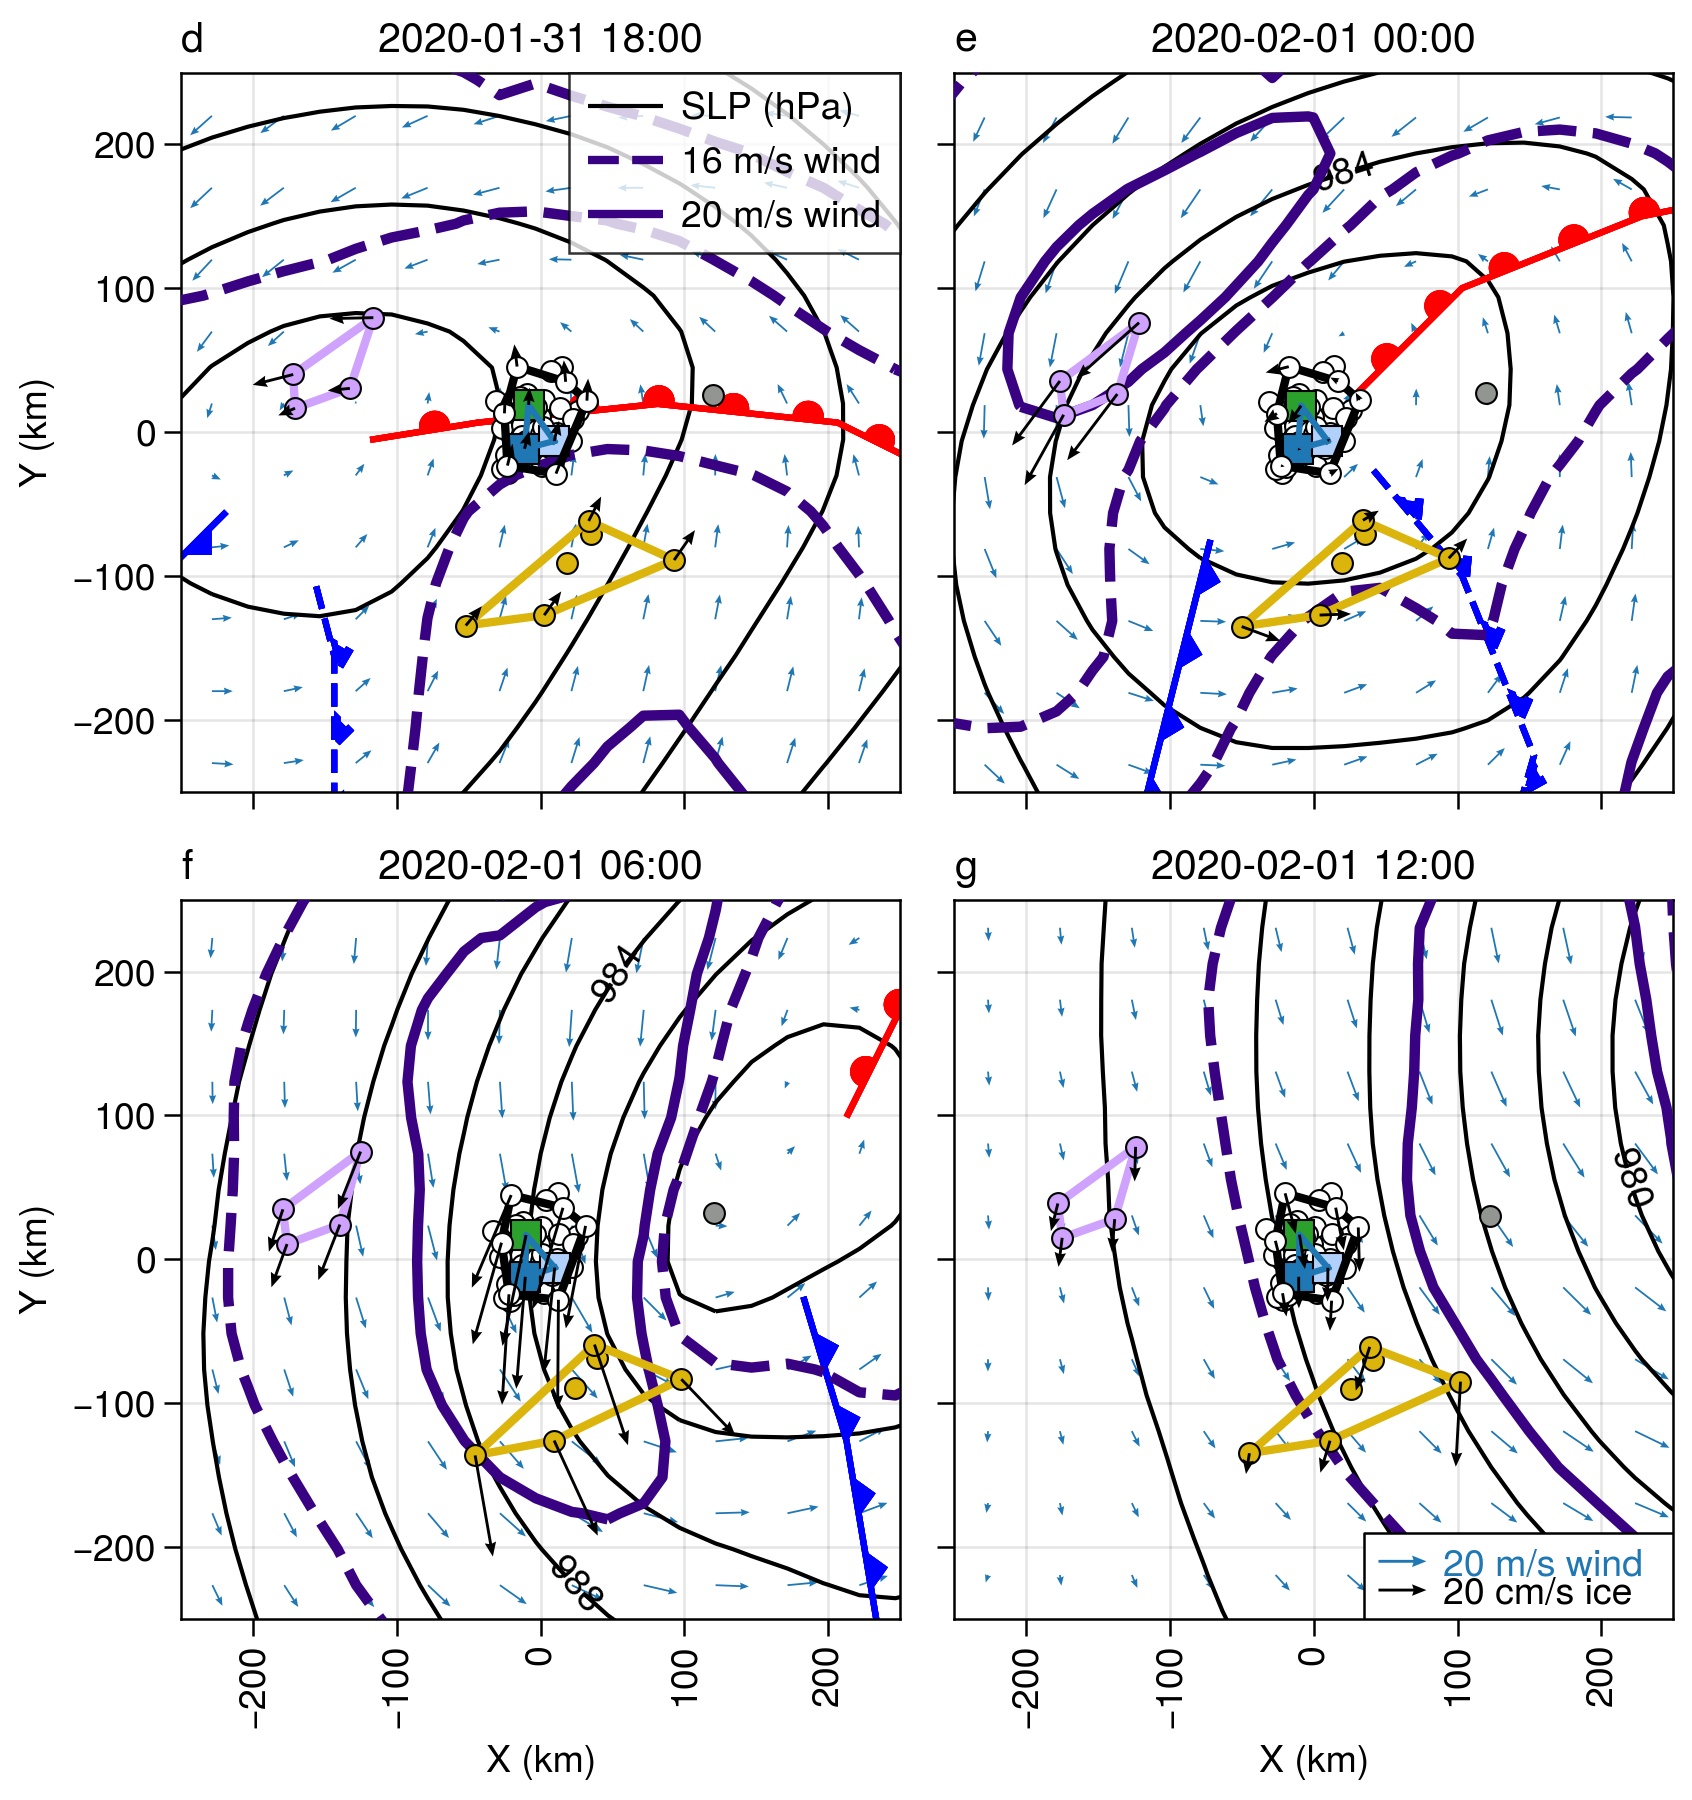 d 2020-01-31 18:00
e 2020-02-01 00:00
SLP (hPa)
16 m/s wind
20 m/s wind
984
200
100
0
−100
−200
Y (km)
f 2020-02-01 06:00
g 2020-02-01 12:00
984
988
980
200
100
0
−100
−200
Y (km)
20 m/s wind
20 cm/s ice
−200 −100 0 100 200
−200 −100 0 100 200
X (km)
X (km)